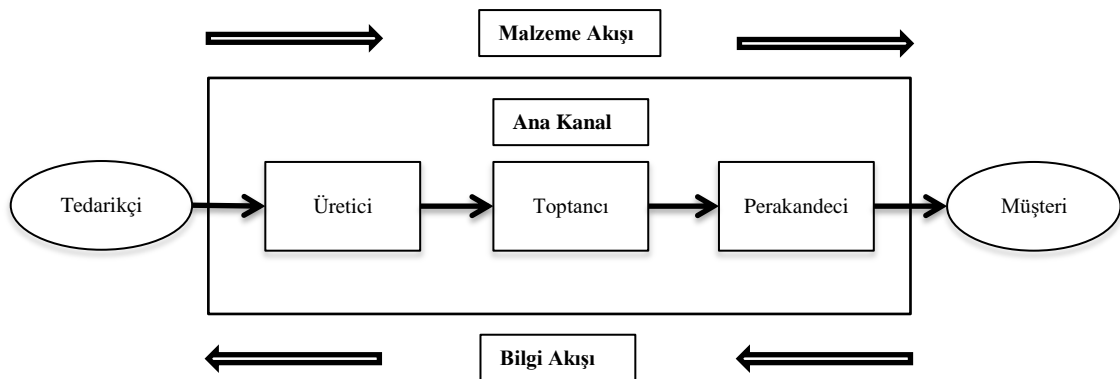 Malzeme Akışı
Ana Kanal
Tedarikçi
Üretici
Toptancı
Perakandeci
Müşteri
Bilgi Akışı